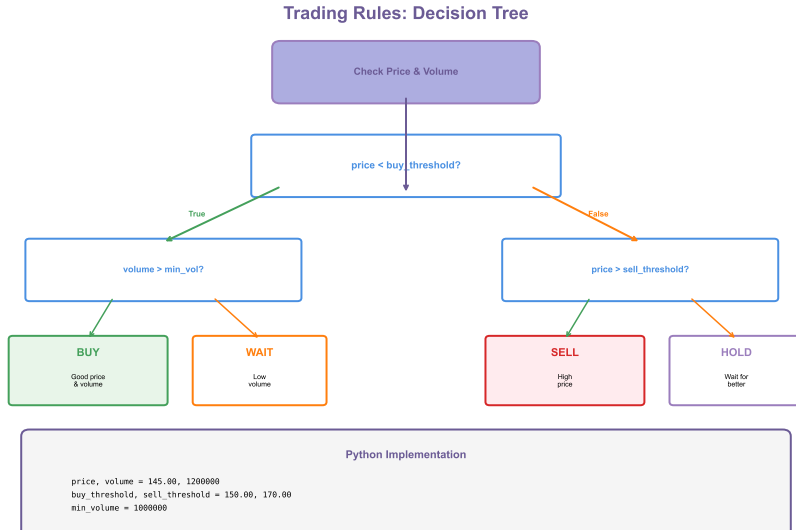 Trading Rules: Decision Tree
Check Price & Volume
price < buy_threshold?
True
False
volume > min_vol?
price > sell_threshold?
BUY
Good price
& volume
WAIT
Low
volume
SELL
High
price
HOLD
Wait for
better
Python Implementation
price, volume = 145.00, 1200000
buy_threshold, sell_threshold = 150.00, 170.00
min_volume = 1000000